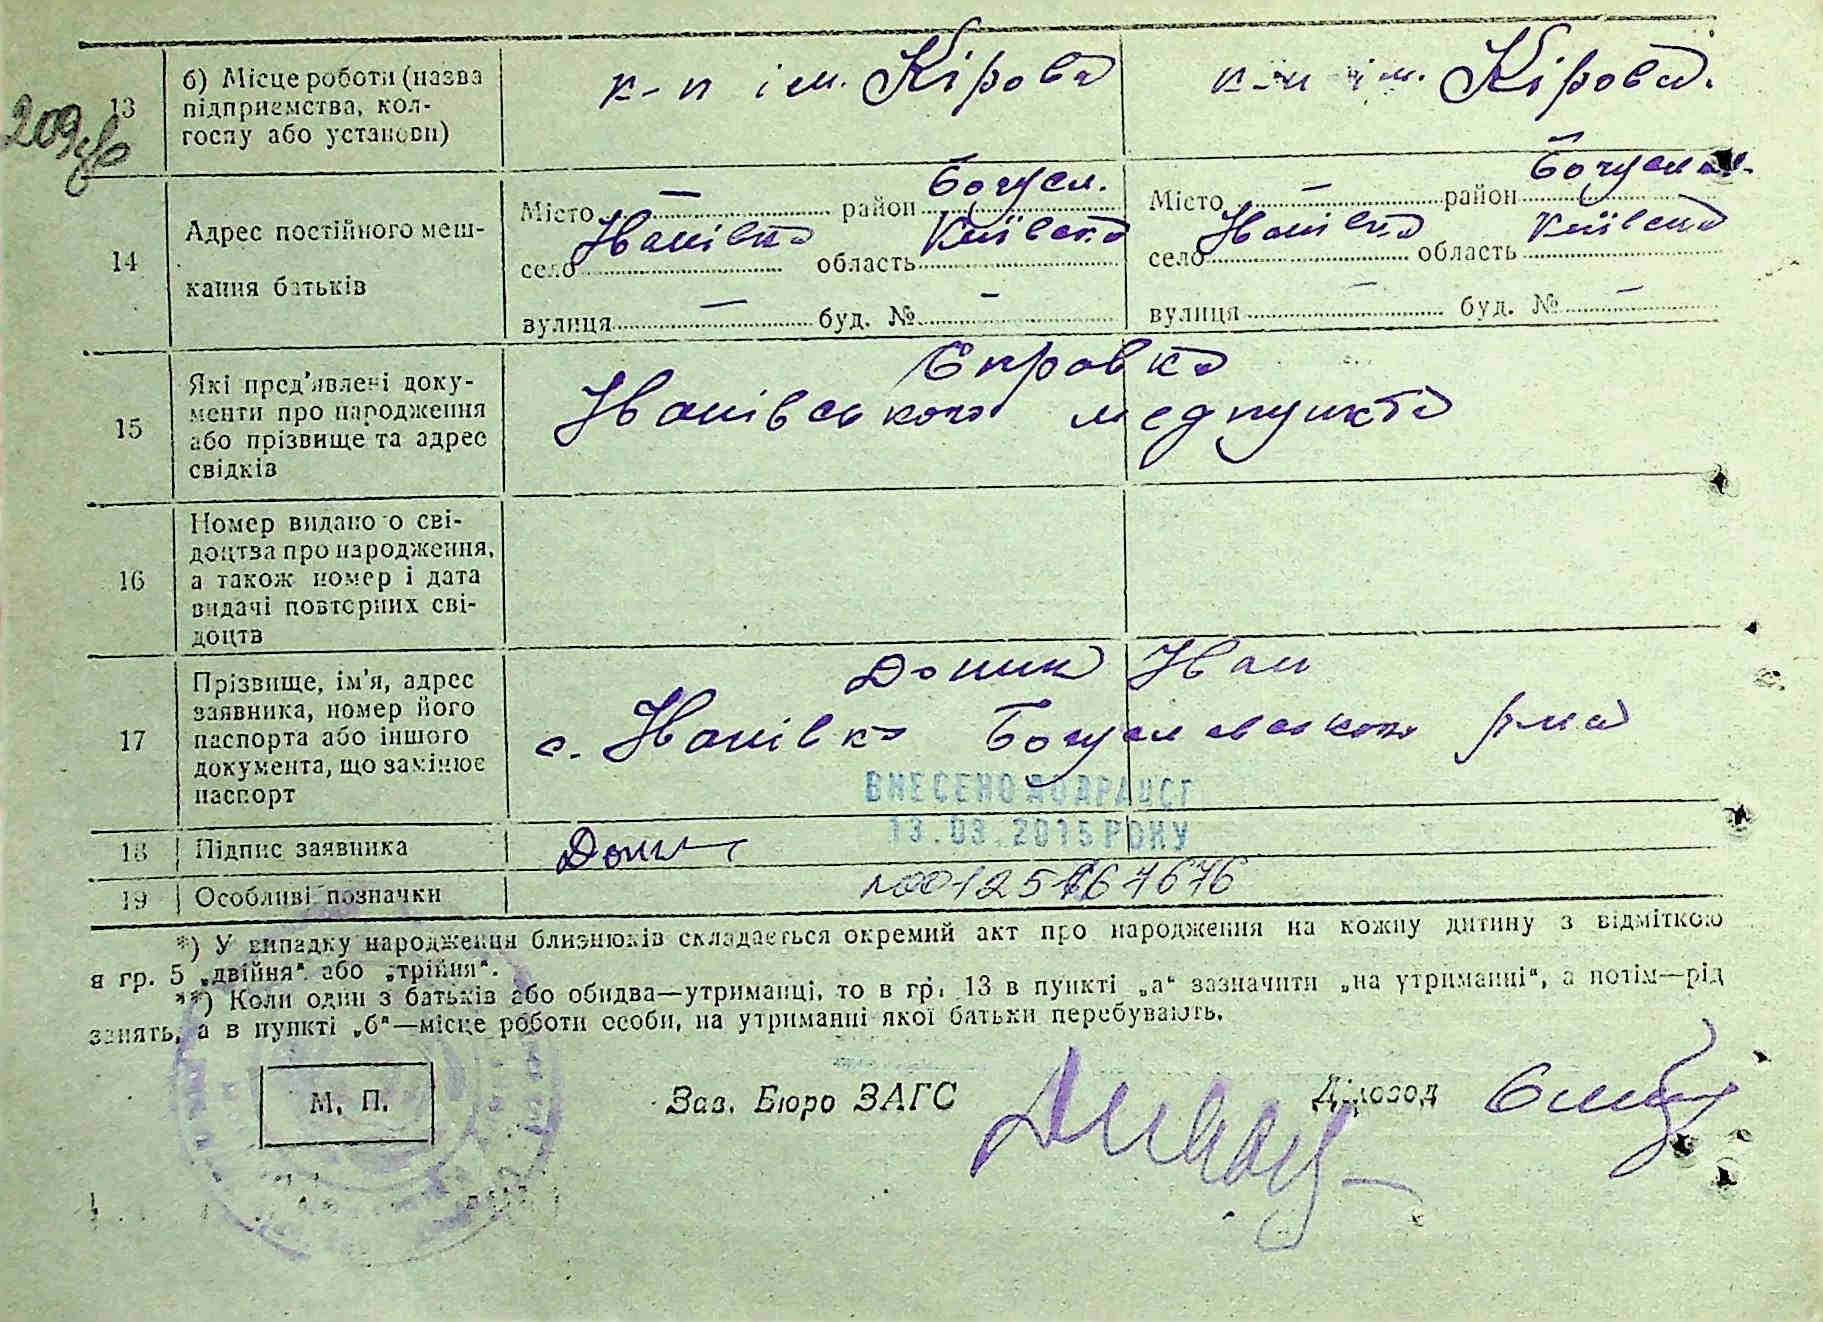 209зв
13
б) Місце роботи (назва
підприємства, кол-
госпу або установи)
к-п ім. Кірова
к-п ім. Кірова.
14
Адрес постійного меш-
кання батьків
Місто — район Богусл.
село Іванівка область Київська
вулиця — буд. № —
Місто — район Богуслав.
село Іванівка область Київська
вулиця — буд. № —
15
Які пред'явлені доку-
менти про народження
або прізвище та адрес
свідків
Справка
Іванівського медпункта
16
Номер видано о сві-
доцтва про народження,
а також номер і дата
видачі повторних сві-
доцтв
17
Прізвище, ім'я, адрес
заявника, номер його
паспорта або іншого
документа, що замінює
паспорт
Доник Іван
с. Іванівка Богуславського р-на
ВНЕСЕНО ДО ДРАЦСГ
13.03.2015 РОКУ
18
Підпис заявника
Дони
19
Особливі позначки
*) У випадку народження близнюків складається окремий акт про народження на кожну дитину з відміткою
в гр. 5 „двійня" або „трійня".
**) Коли один з батьків або обидва—утриманці, то в гр. 13 в пункті „а" зазначити „на утриманні", а потім—рід
занять, а в пункті „б"—місце роботи особи, на утриманні якої батьки перебувають.
М. П.
Зав. Бюро ЗАГС
Діловод